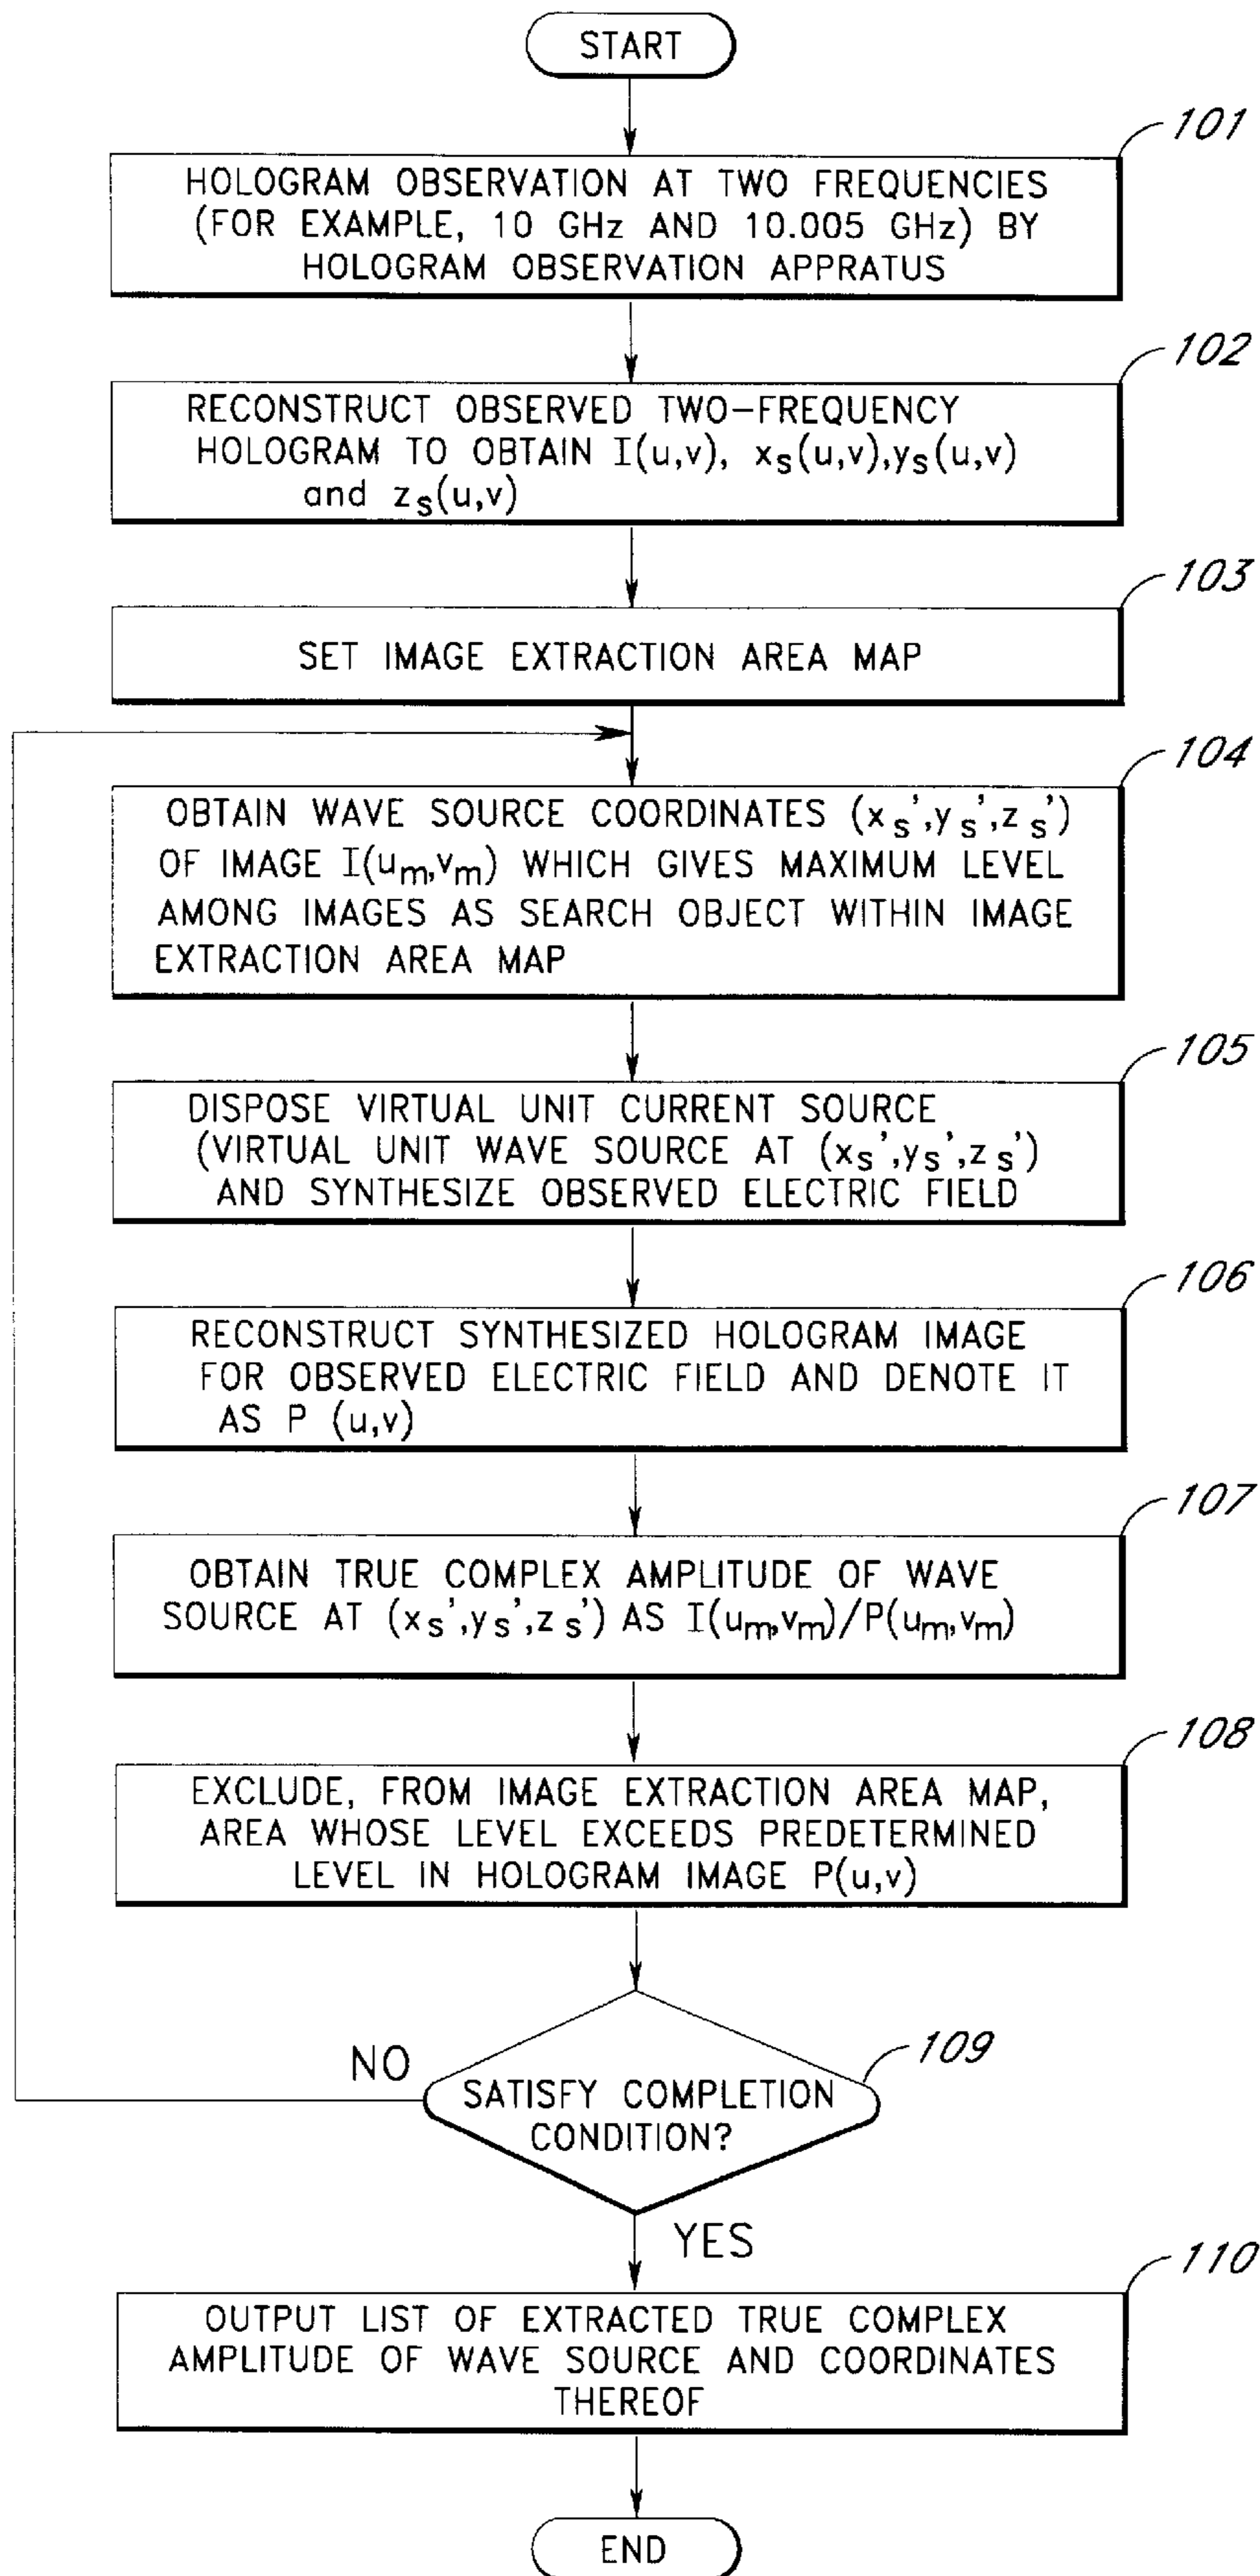 START
101
HOLOGRAM OBSERVATION AT TWO FREQUENCIES
(FOR EXAMPLE, 10 GHz AND 10.005 GHz) BY
HOLOGRAM OBSERVATION APPRATUS
102
RECONSTRUCT OBSERVED TWO-FREQUENCY
HOLOGRAM TO OBTAIN I(u,v), xs(u,v),ys(u,v)
and zs(u,v)
103
SET IMAGE EXTRACTION AREA MAP
104
OBTAIN WAVE SOURCE COORDINATES (xs',ys',zs')
OF IMAGE I(um,vm) WHICH GIVES MAXIMUM LEVEL
AMONG IMAGES AS SEARCH OBJECT WITHIN IMAGE
EXTRACTION AREA MAP
105
DISPOSE VIRTUAL UNIT CURRENT SOURCE
(VIRTUAL UNIT WAVE SOURCE AT (xs',ys',zs')
AND SYNTHESIZE OBSERVED ELECTRIC FIELD
106
RECONSTRUCT SYNTHESIZED HOLOGRAM IMAGE
FOR OBSERVED ELECTRIC FIELD AND DENOTE IT
AS P (u,v)
107
OBTAIN TRUE COMPLEX AMPLITUDE OF WAVE
SOURCE AT (xs',ys',zs') AS I(um,vm)/P(um,vm)
108
EXCLUDE, FROM IMAGE EXTRACTION AREA MAP,
AREA WHOSE LEVEL EXCEEDS PREDETERMINED
LEVEL IN HOLOGRAM IMAGE P(u,v)
109
NO
SATISFY COMPLETION
CONDITION?
YES
110
OUTPUT LIST OF EXTRACTED TRUE COMPLEX
AMPLITUDE OF WAVE SOURCE AND COORDINATES
THEREOF
END